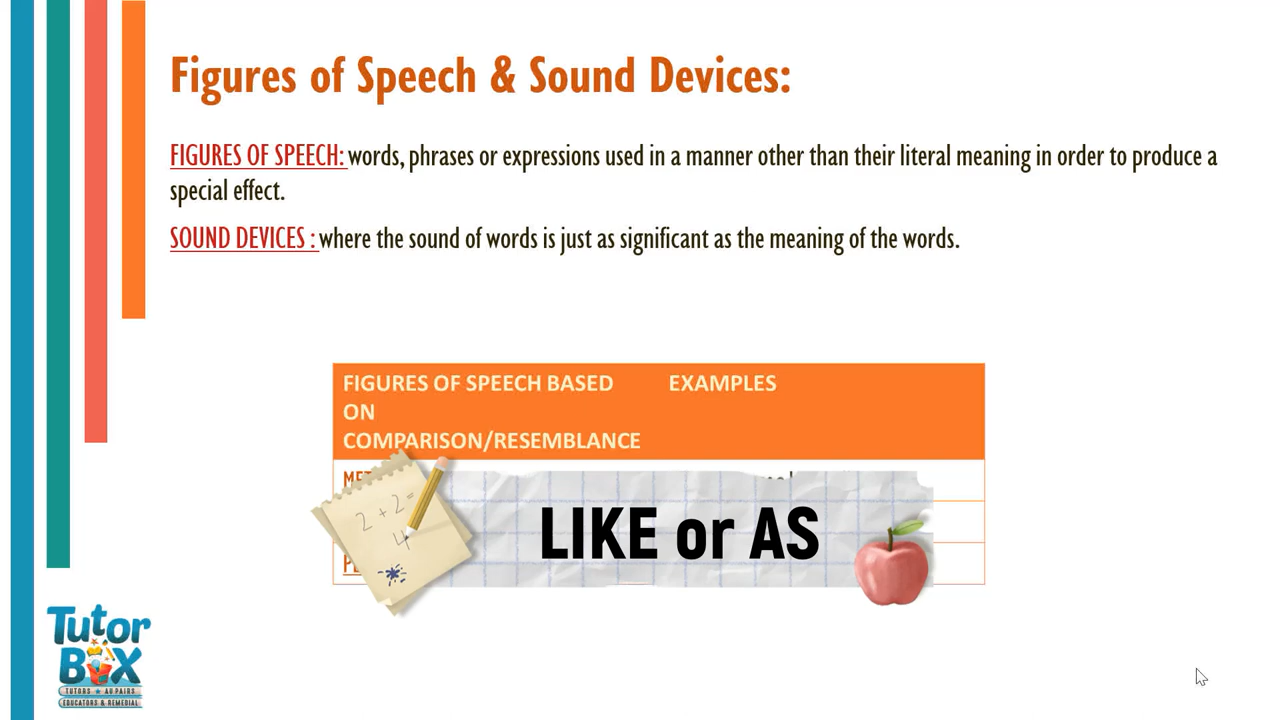 Figures of Speech & Sound Devices:
FIGURES OF SPEECH: words, phrases or expressions used in a manner other than their literal meaning in order to produce a
special effect.
SOUND DEVICES : where the sound of words is just as significant as the meaning of the words.
FIGURES OF SPEECH BASED
ON
COMPARISON/RESEMBLANCE
EXAMPLES
2+2=
4
LIKE or AS
Tutor
BOX
TUTORS ★ AU PAIRS
EDUCATORS & REMEDIAL